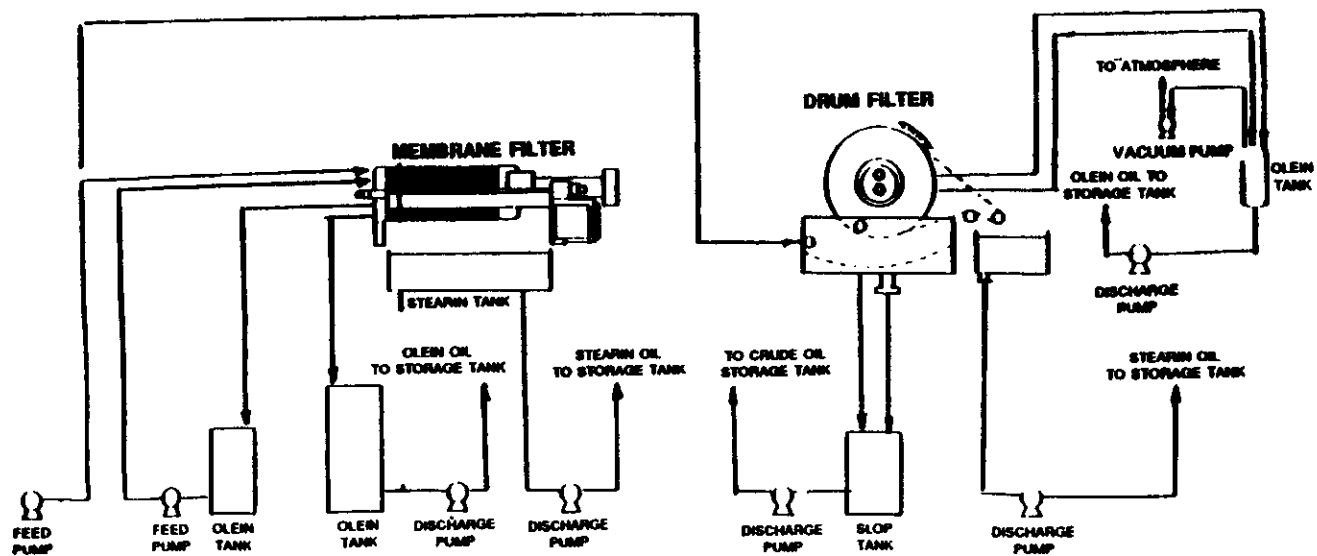 TO ATMOSPHERE
DRUM FILTER
MEMBRANE FILTER
VACUUM PUMP
OLEIN
TANK
OLEIN OIL TO
STORAGE TANK
DISCHARGE
PUMP
STEARIN TANK
OLEIN OIL
TO STORAGE TANK
STEARIN OIL
TO STORAGE TANK
TO CRUDE OIL
STORAGE TANK
STEARIN OIL
TO STORAGE TANK
FEED
PUMP
FEED
PUMP
OLEIN
TANK
OLEIN
TANK
DISCHARGE
PUMP
DISCHARGE
PUMP
DISCHARGE
PUMP
SLOP
TANK
DISCHARGE
PUMP